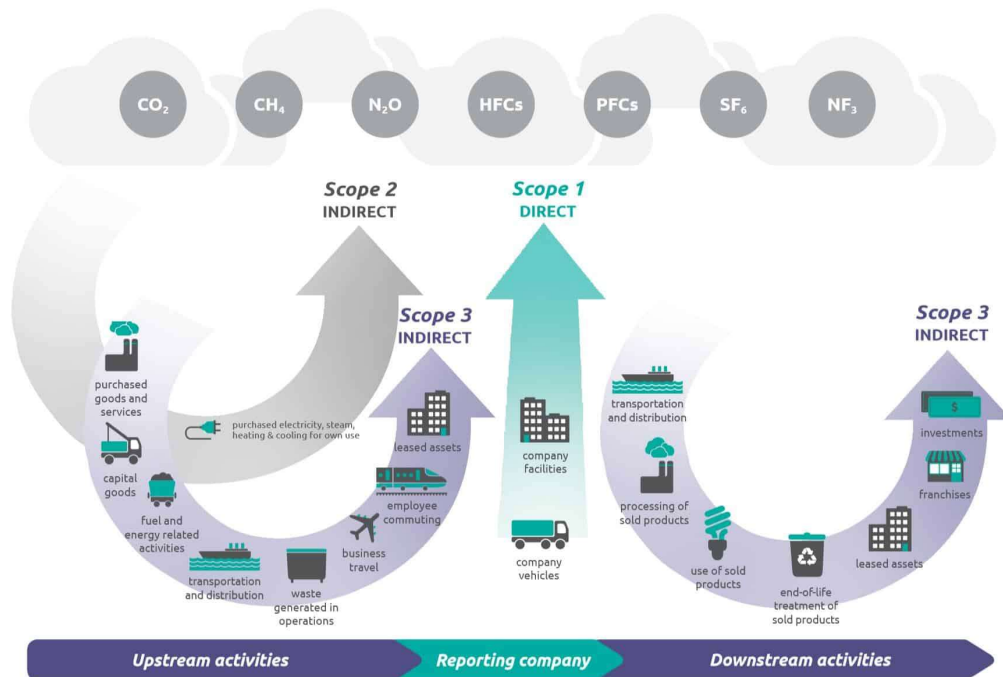 CO₂
CH₄
N₂O
HFCs
PFCs
SF₆
NF₃
Scope 2
INDIRECT
Scope 1
DIRECT
Scope 3
INDIRECT
Scope 3
INDIRECT
purchased
goods and
services
capital
goods
fuel and
energy related
activities
purchased electricity, steam,
heating & cooling for own use
transportation
and distribution
waste
generated in
operations
business
travel
employee
commuting
leased assets
company
facilities
company
vehicles
transportation
and distribution
processing of
sold products
use of sold
products
end-of-life
treatment of
sold products
leased assets
franchises
$
investments
Upstream activities
Reporting company
Downstream activities